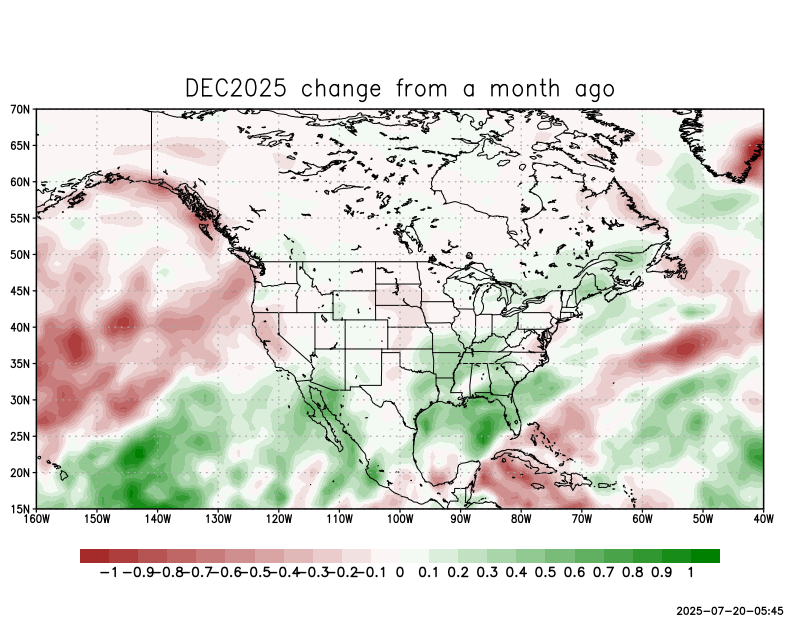 DEC2025 change from a month ago
70N
65N
60N
55N
50N
45N
40N
35N
30N
25N
20N
15N
160W 150W 140W 130W 120W 110W 100W 90W 80W 70W 60W 50W 40W
-1 -0.9 -0.8 -0.7 -0.6 -0.5 -0.4 -0.3 -0.2 -0.1 0 0.1 0.2 0.3 0.4 0.5 0.6 0.7 0.8 0.9 1
2025-07-20-05:45